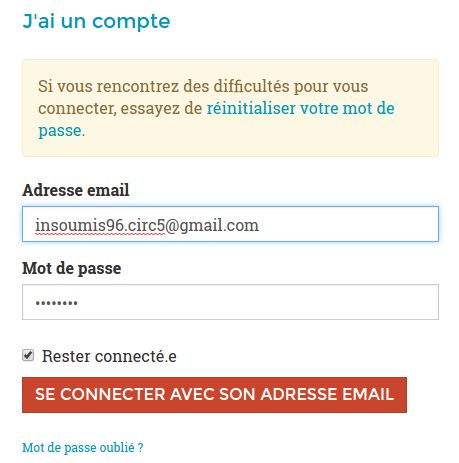 J'ai un compte
Si vous rencontrez des difficultés pour vous
connecter, essayez de réinitialiser votre mot de
passe.
Adresse email
insoumis96.circ5@gmail.com
Mot de passe
••••••••
Rester connecté.e
SE CONNECTER AVEC SON ADRESSE EMAIL
Mot de passe oublié ?